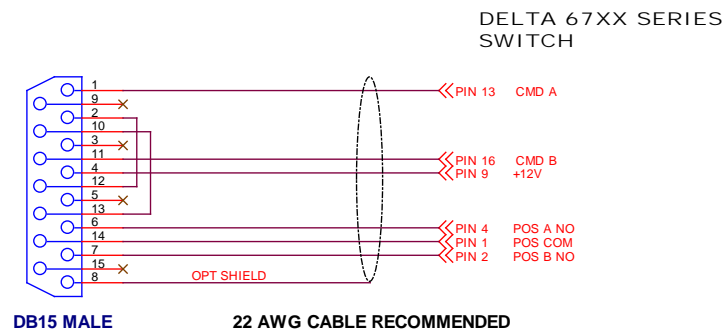 DELTA 67XX SERIES
SWITCH
1 PIN 13 CMD A
9
2
10
3
11 PIN 16 CMD B
4 PIN 9 +12V
12
5
13
6 PIN 4 POS A NO
14 PIN 1 POS COM
7 PIN 2 POS B NO
15
8 OPT SHIELD
DB15 MALE 22 AWG CABLE RECOMMENDED